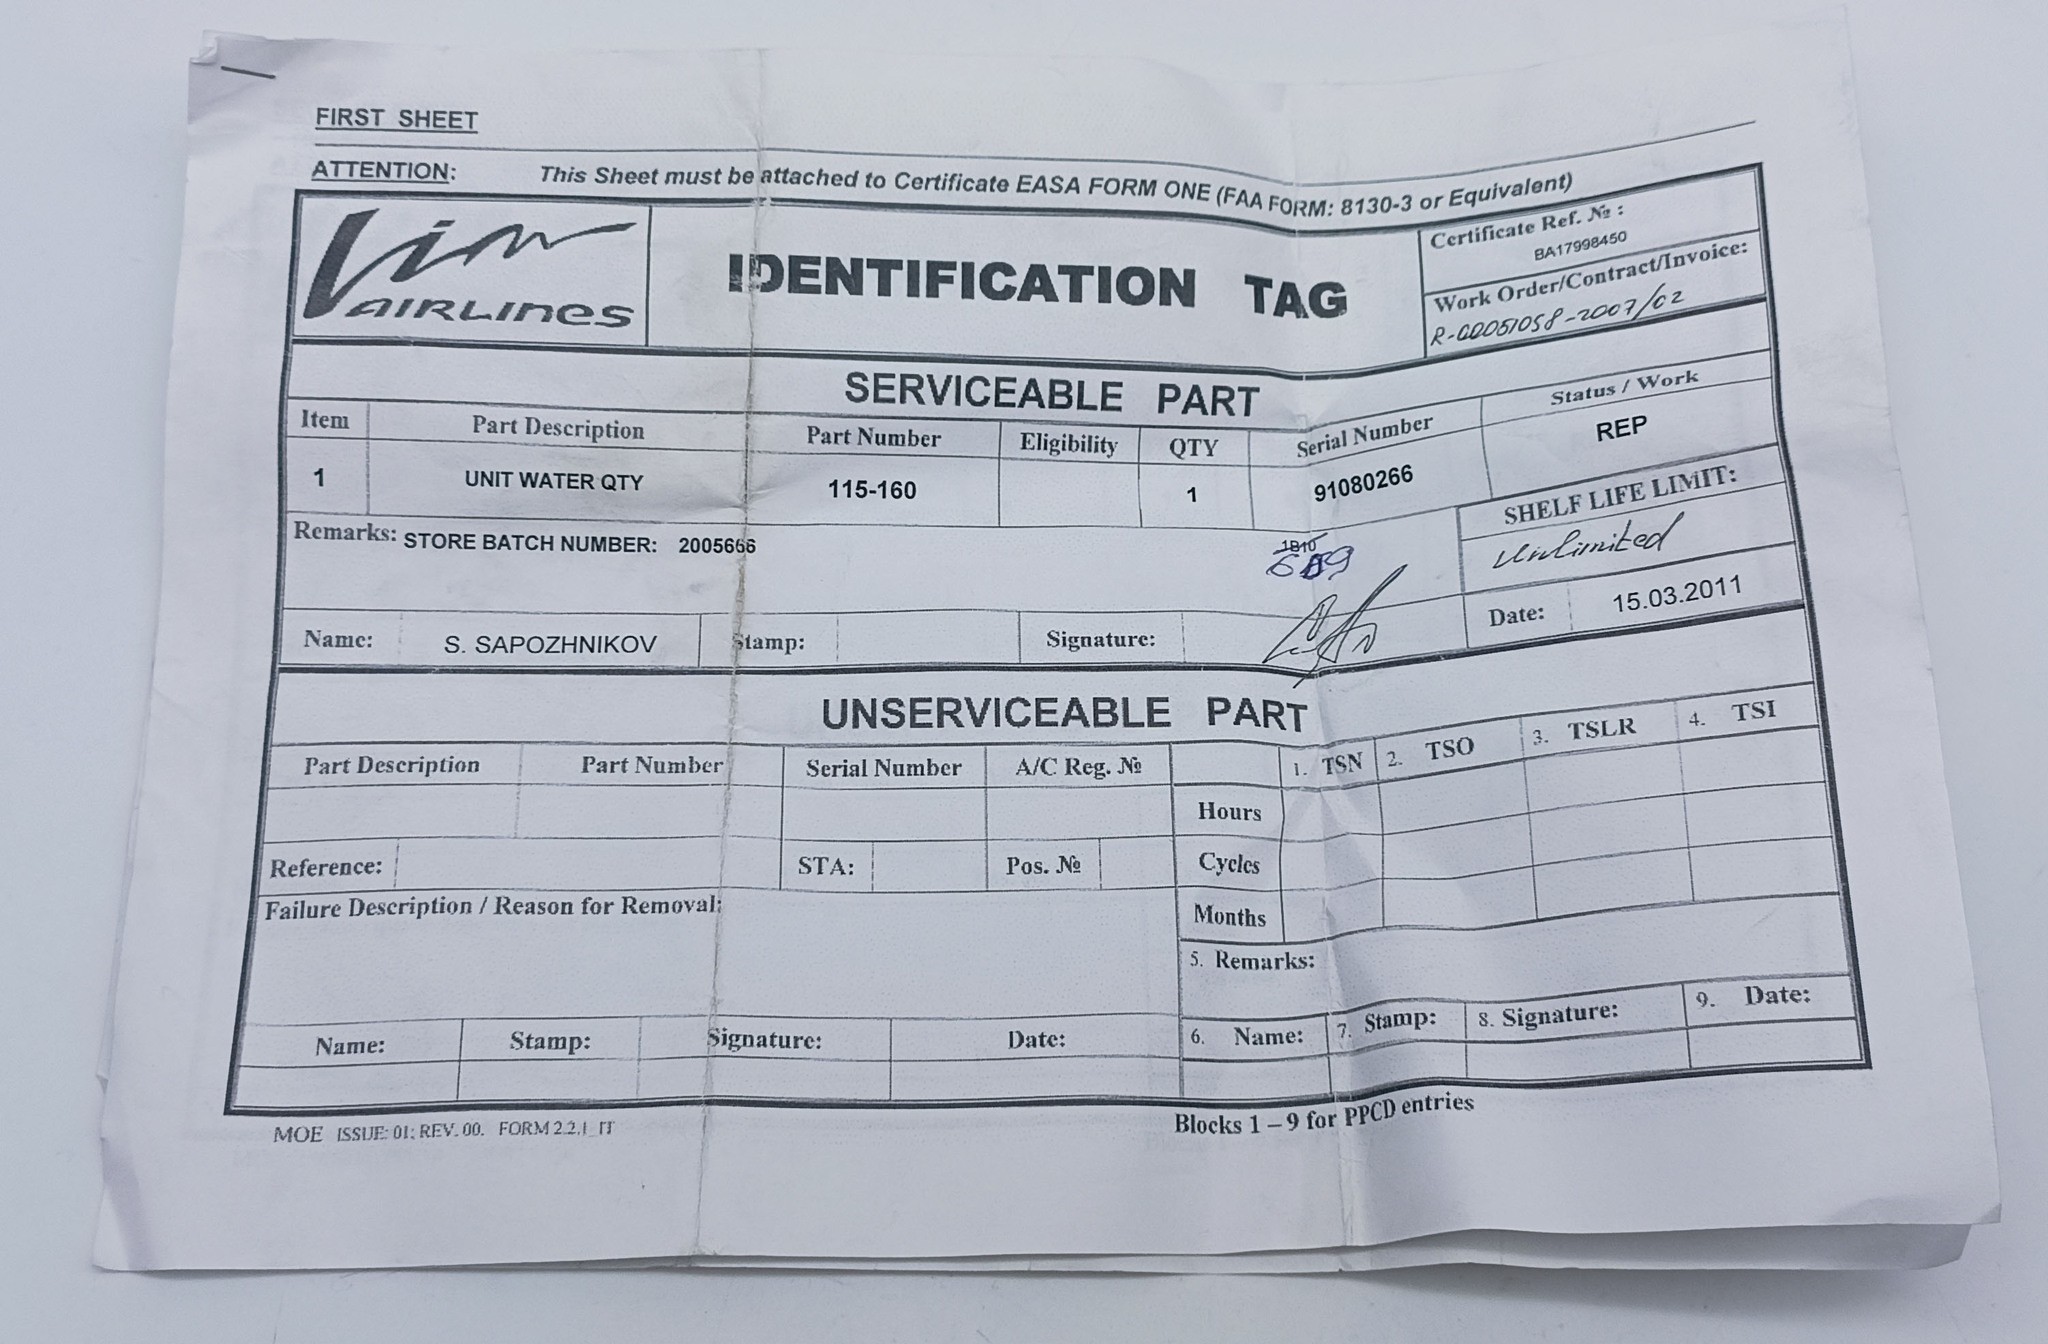 FIRST SHEET
ATTENTION: This Sheet must be attached to Certificate EASA FORM ONE (FAA FORM: 8130-3 or Equivalent)
Vim AIRLINES
IDENTIFICATION TAG
Certificate Ref. №:
BA17998450
Work Order/Contract/Invoice:
R-00051058-2007/02
SERVICEABLE PART
Item Part Description Part Number Eligibility QTY Serial Number Status / Work
1 UNIT WATER QTY 115-160 1 91080266 REP
Remarks: STORE BATCH NUMBER: 2005666
1B10
SHELF LIFE LIMIT:
Unlimited
Name: S. SAPOZHNIKOV Stamp: Signature: Date: 15.03.2011
UNSERVICEABLE PART
Part Description Part Number Serial Number A/C Reg. № 1. TSN 2. TSO 3. TSLR 4. TSI
Hours
Reference: STA: Pos. № Cycles
Failure Description / Reason for Removal: Months
5. Remarks:
Name: Stamp: Signature: Date: 6. Name: 7. Stamp: 8. Signature: 9. Date:
MOE ISSUE: 01; REV. 00. FORM 2.2.1_IT
Blocks 1 – 9 for PPCD entries